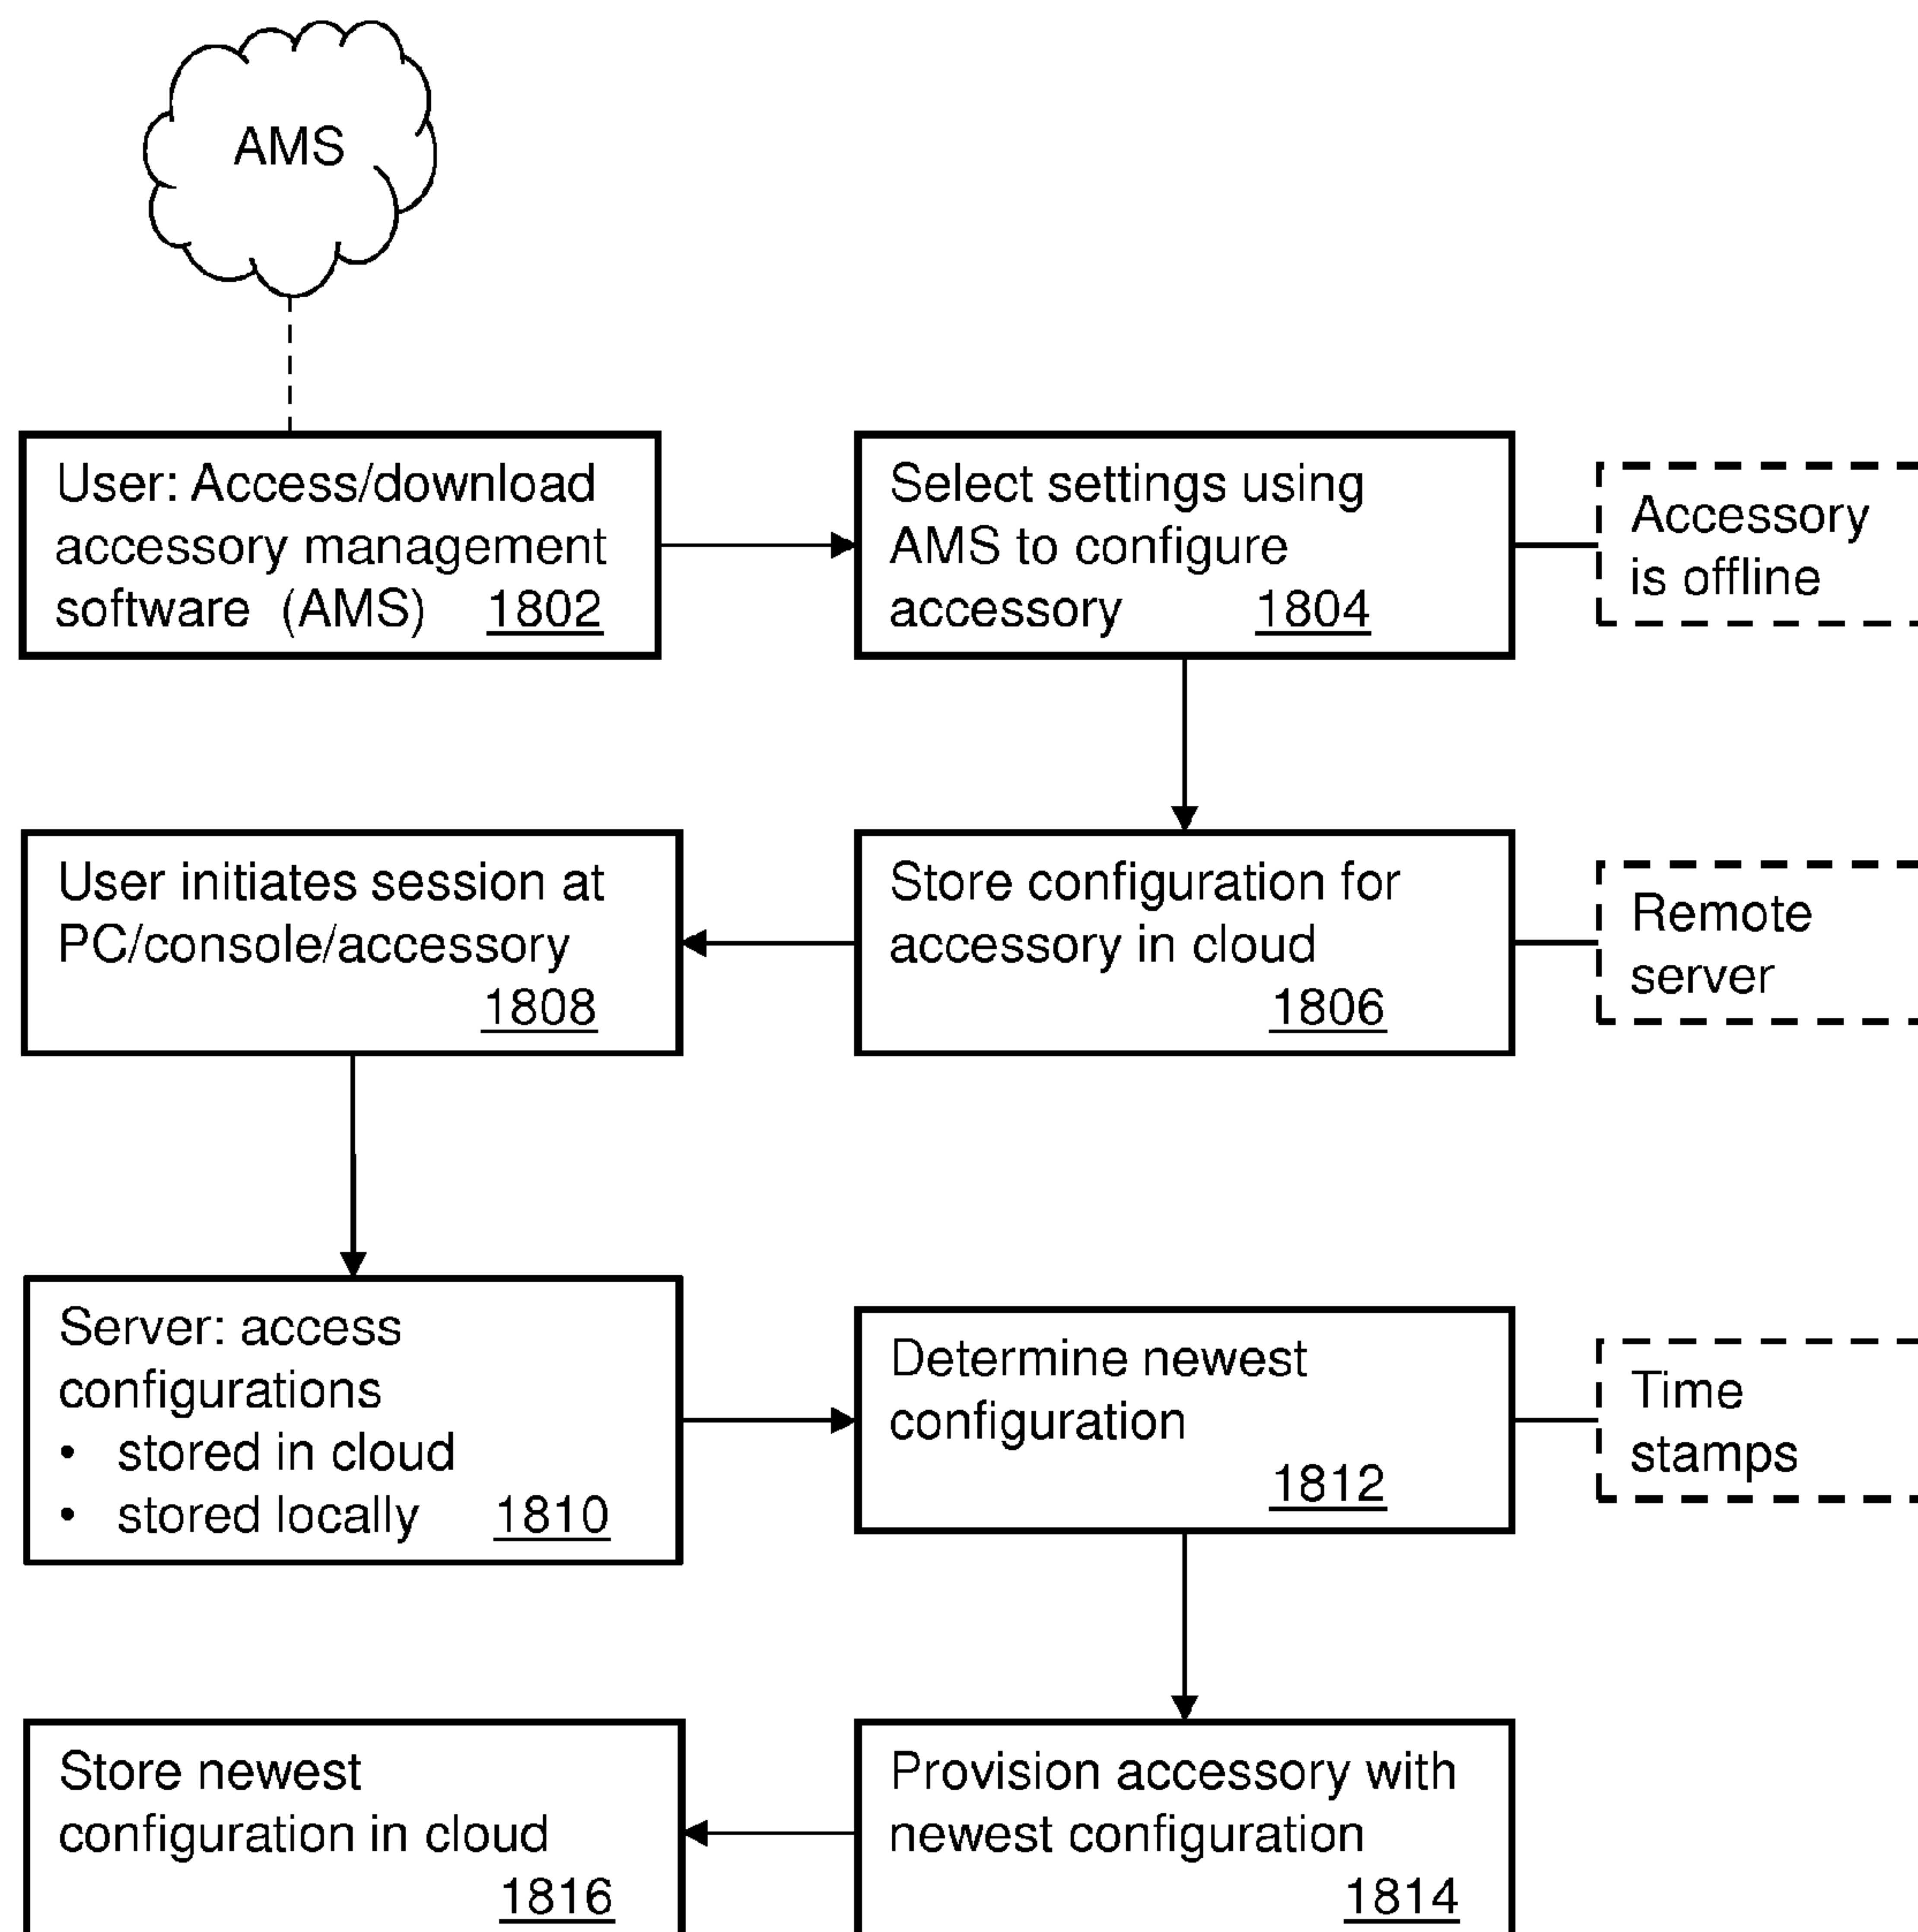 AMS
User: Access/download
accessory management
software (AMS) 1802
Select settings using
AMS to configure
accessory 1804
Accessory
is offline
User initiates session at
PC/console/accessory
1808
Store configuration for
accessory in cloud
1806
Remote
server
Server: access
configurations
• stored in cloud
• stored locally 1810
Determine newest
configuration
1812
Time
stamps
Store newest
configuration in cloud
1816
Provision accessory with
newest configuration
1814